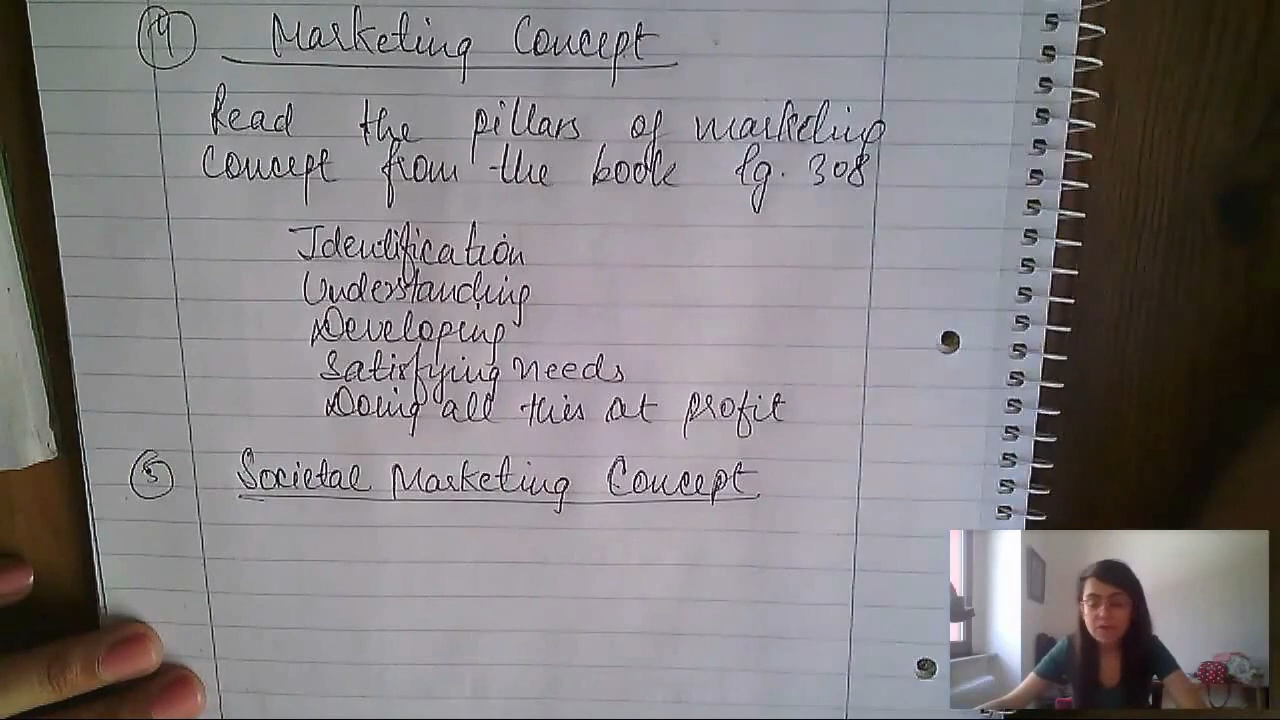 4 Marketing Concept
Read the pillars of marketing
Concept from the book Pg. 308
Identification
Understanding
Developing
Satisfying needs
Doing all this at profit
5 Societal Marketing Concept